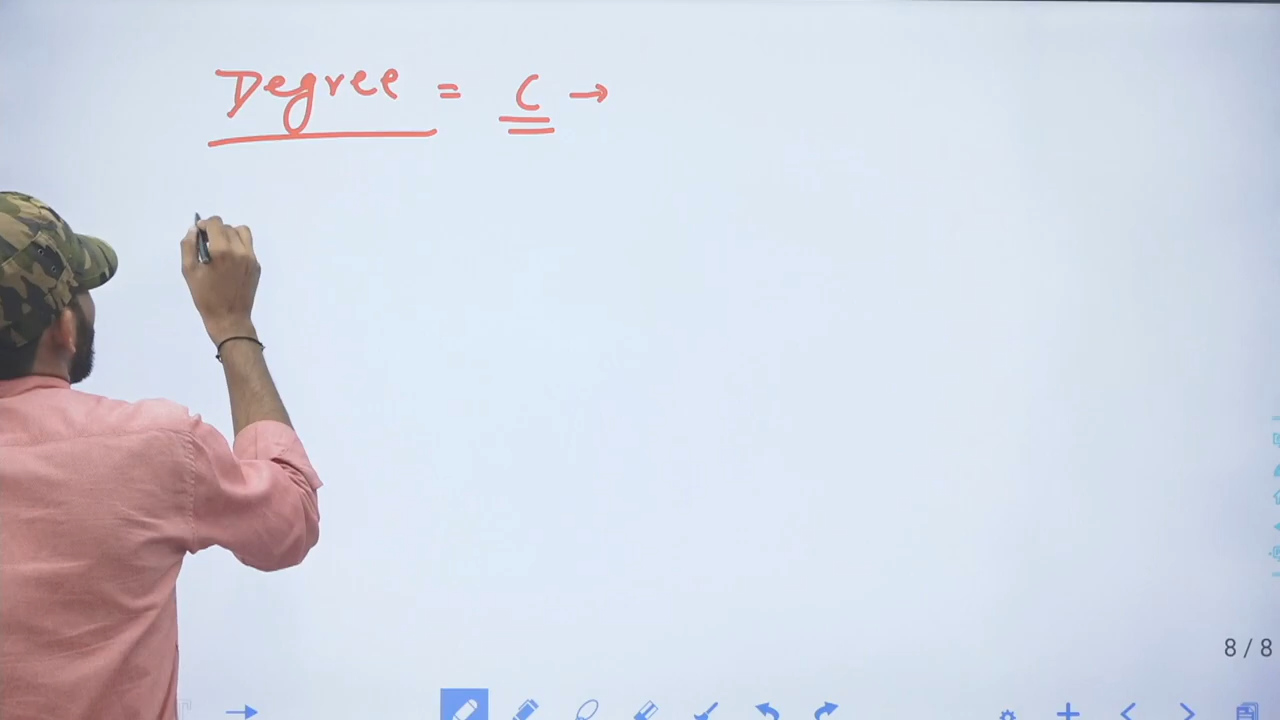 Degree = C →
8 / 8